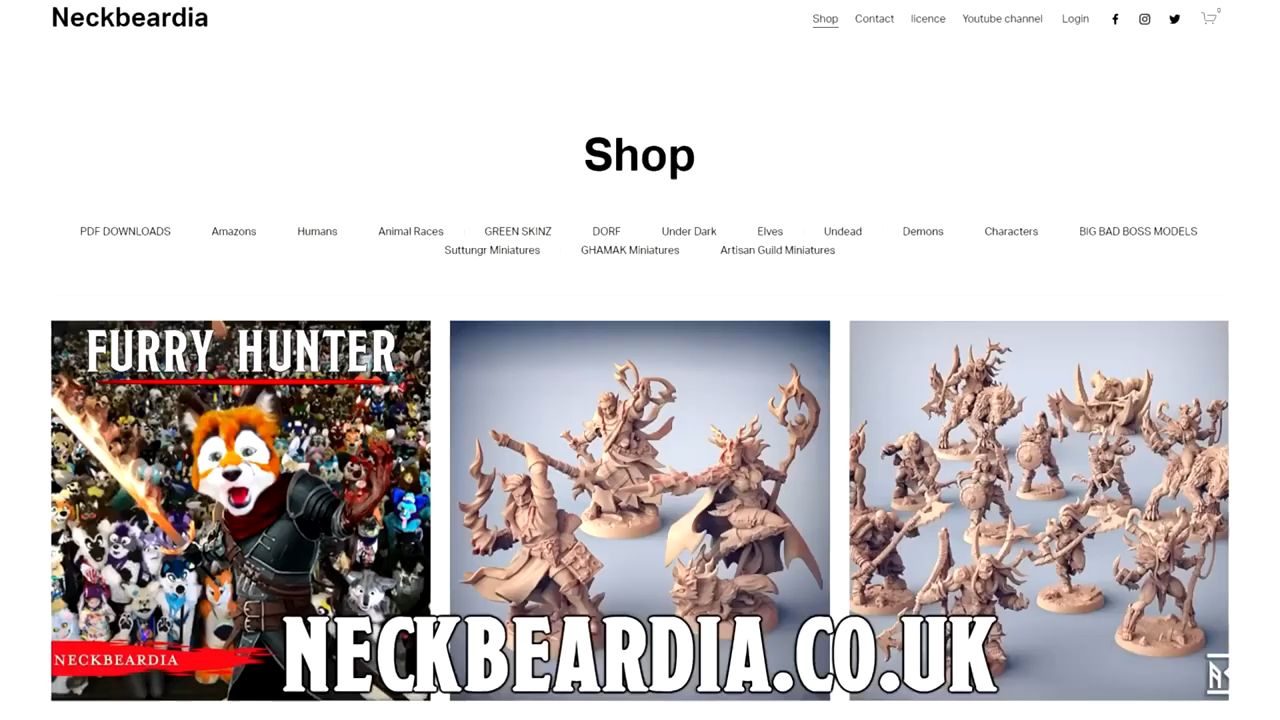 Neckbeardia
Shop Contact licence Youtube channel Login 0
Shop
PDF DOWNLOADS Amazons Humans Animal Races GREEN SKINZ DORF Under Dark Elves Undead Demons Characters BIG BAD BOSS MODELS
Suttungr Miniatures GHAMAK Miniatures Artisan Guild Miniatures
FURRY HUNTER
NECKBEARDIA
NECKBEARDIA.CO.UK